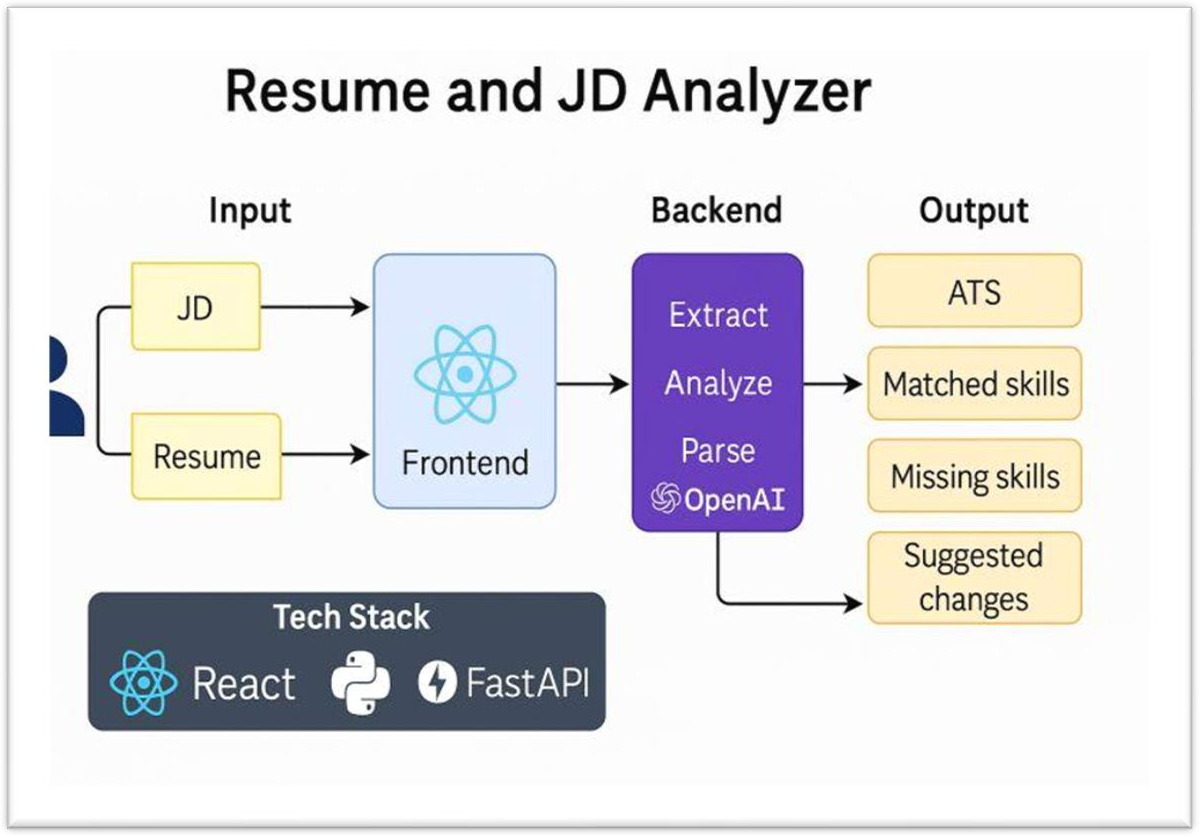 Resume and JD Analyzer
Input
Backend
Output
JD
Resume
Frontend
Extract
Analyze
Parse
OpenAI
ATS
Matched skills
Missing skills
Suggested
changes
Tech Stack
React
FastAPI